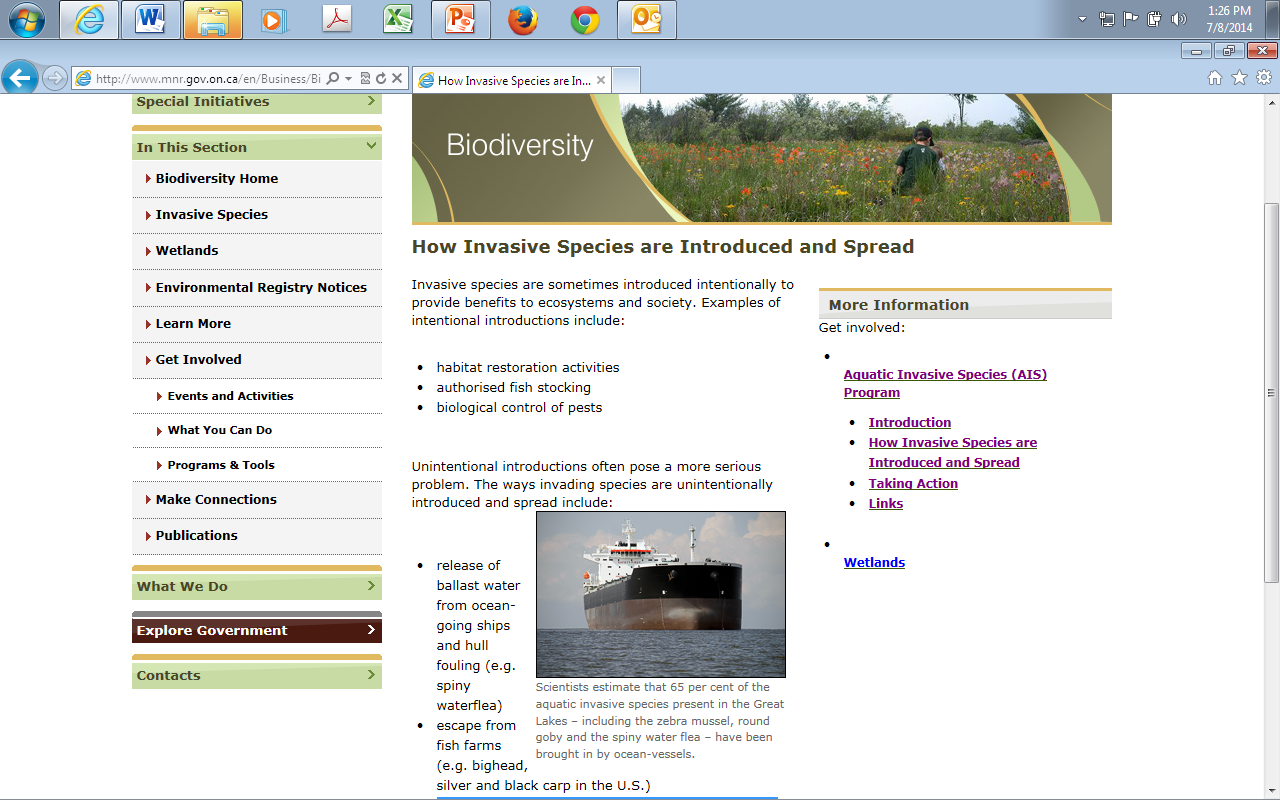 1:26 PM
7/8/2014
http://www.mnr.gov.on.ca/en/Business/Bi
How Invasive Species are In...
Special Initiatives
In This Section
Biodiversity Home
Invasive Species
Wetlands
Environmental Registry Notices
Learn More
Get Involved
Events and Activities
What You Can Do
Programs & Tools
Make Connections
Publications
What We Do
Explore Government
Contacts
Biodiversity
How Invasive Species are Introduced and Spread
Invasive species are sometimes introduced intentionally to
provide benefits to ecosystems and society. Examples of
intentional introductions include:
• habitat restoration activities
• authorised fish stocking
• biological control of pests
Unintentional introductions often pose a more serious
problem. The ways invading species are unintentionally
introduced and spread include:
• release of
ballast water
from ocean-
going ships
and hull
fouling (e.g.
spiny
waterflea)
• escape from
fish farms
(e.g. bighead,
silver and black carp in the U.S.)
Scientists estimate that 65 per cent of the
aquatic invasive species present in the Great
Lakes – including the zebra mussel, round
goby and the spiny water flea – have been
brought in by ocean-vessels.
More Information
Get involved:
• Aquatic Invasive Species (AIS)
Program
• Introduction
• How Invasive Species are
Introduced and Spread
• Taking Action
• Links
• Wetlands